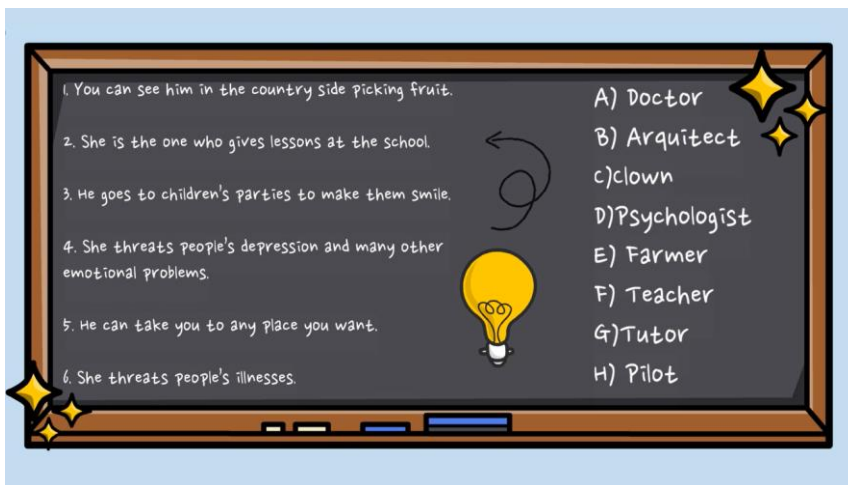 1. You can see him in the country side picking fruit.
2. She is the one who gives lessons at the school.
3. He goes to children's parties to make them smile.
4. She threats people's depression and many other
emotional problems.
5. He can take you to any place you want.
6. She threats people's illnesses.
A) Doctor
B) Arquitect
C)Clown
D)Psychologist
E) Farmer
F) Teacher
G)Tutor
H) Pilot